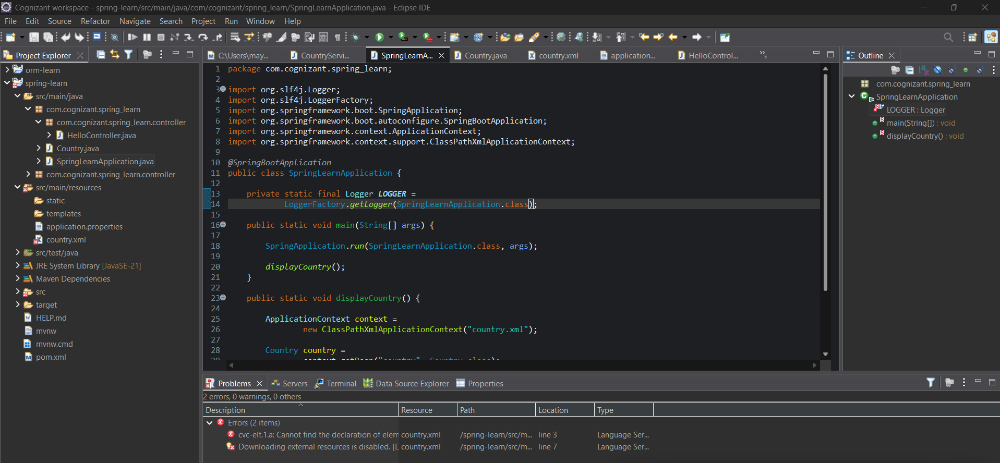 Cognizant workspace - spring-learn/src/main/java/com/cognizant/spring_learn/SpringLearnApplication.java - Eclipse IDE
File Edit Source Refactor Navigate Search Project Run Window Help
Project Explorer
orm-learn
spring-learn
src/main/java
com.cognizant.spring_learn
com.cognizant.spring_learn.controller
HelloController.java
Country.java
SpringLearnApplication.java
com.cognizant.spring_learn.controller
src/main/resources
static
templates
application.properties
country.xml
src/test/java
JRE System Library [JavaSE-21]
Maven Dependencies
src
target
HELP.md
mvnw
mvnw.cmd
pom.xml
C:\Users\may... CountryServi... SpringLearnA... Country.java country.xml application... HelloControl... »5
1 package com.cognizant.spring_learn;
2
3 import org.slf4j.Logger;
4 import org.slf4j.LoggerFactory;
5 import org.springframework.boot.SpringApplication;
6 import org.springframework.boot.autoconfigure.SpringBootApplication;
7 import org.springframework.context.ApplicationContext;
8 import org.springframework.context.support.ClassPathXmlApplicationContext;
9
10 @SpringBootApplication
11 public class SpringLearnApplication {
12
13 private static final Logger LOGGER =
14 LoggerFactory.getLogger(SpringLearnApplication.class);
15
16 public static void main(String[] args) {
17
18 SpringApplication.run(SpringLearnApplication.class, args);
19
20 displayCountry();
21 }
22
23 public static void displayCountry() {
24
25 ApplicationContext context =
26 new ClassPathXmlApplicationContext("country.xml");
27
28 Country country =
29 context.getBean("country", Country.class);
Outline
com.cognizant.spring_learn
SpringLearnApplication
LOGGER : Logger
main(String[]) : void
displayCountry() : void
Problems Servers Terminal Data Source Explorer Properties
2 errors, 0 warnings, 0 others
Description Resource Path Location Type
Errors (2 items)
cvc-elt.1.a: Cannot find the declaration of elem country.xml /spring-learn/src/m... line 3 Language Ser...
Downloading external resources is disabled. [D country.xml /spring-learn/src/m... line 7 Language Ser...